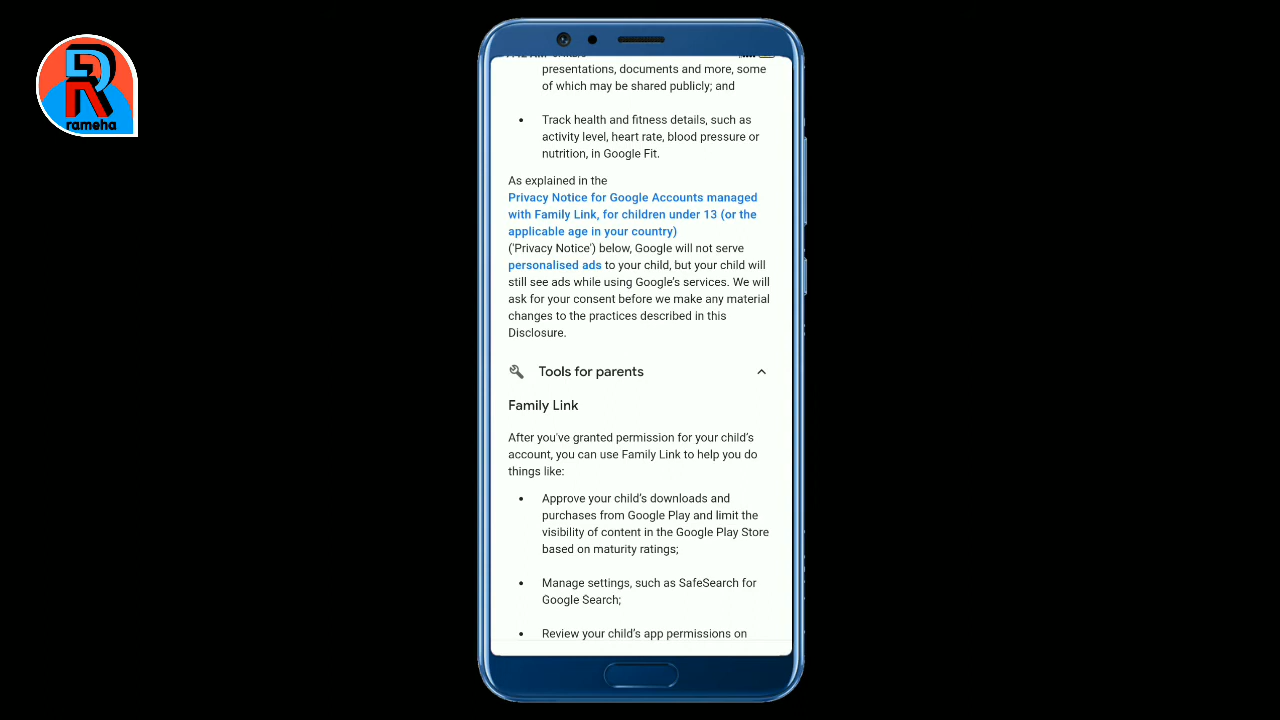 rameha
presentations, documents and more, some
of which may be shared publicly; and
• Track health and fitness details, such as
activity level, heart rate, blood pressure or
nutrition, in Google Fit.
As explained in the
Privacy Notice for Google Accounts managed
with Family Link, for children under 13 (or the
applicable age in your country)
('Privacy Notice') below, Google will not serve
personalised ads to your child, but your child will
still see ads while using Google's services. We will
ask for your consent before we make any material
changes to the practices described in this
Disclosure.
Tools for parents
Family Link
After you've granted permission for your child's
account, you can use Family Link to help you do
things like:
• Approve your child's downloads and
purchases from Google Play and limit the
visibility of content in the Google Play Store
based on maturity ratings;
• Manage settings, such as SafeSearch for
Google Search;
• Review your child's app permissions on